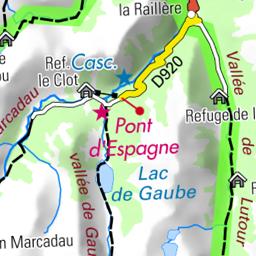 la Raillère
Ref. Casc.
le Clot
D920
Vallée
de
Lutour
Marcadau
Pont
d'Espagne
Refuge de
Lac
de Gaube
vallée de Gau
Marcadau